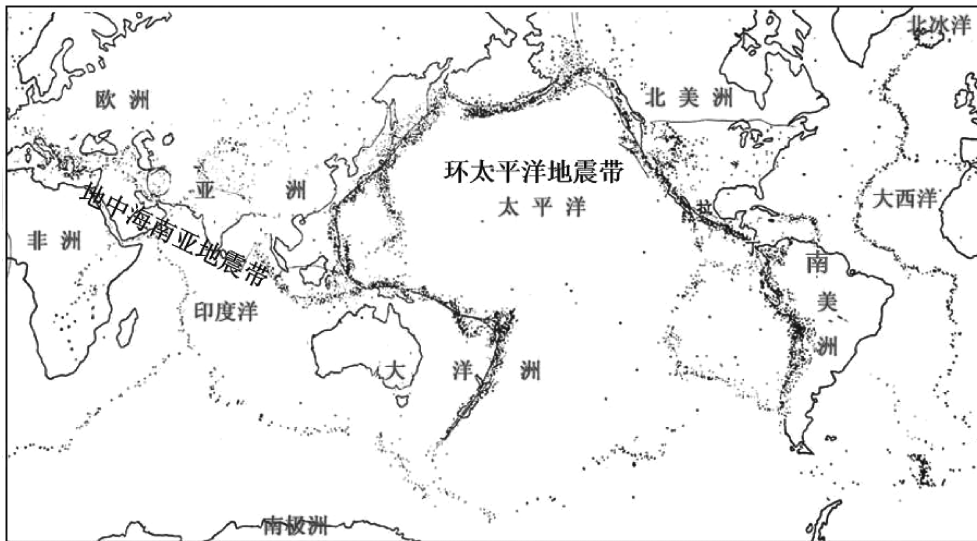 北冰洋
欧洲
北美洲
环太平洋地震带
亚洲
太平洋
拉
大西洋
地中海南亚地震带
非洲
南美洲
印度洋
大洋洲
南极洲